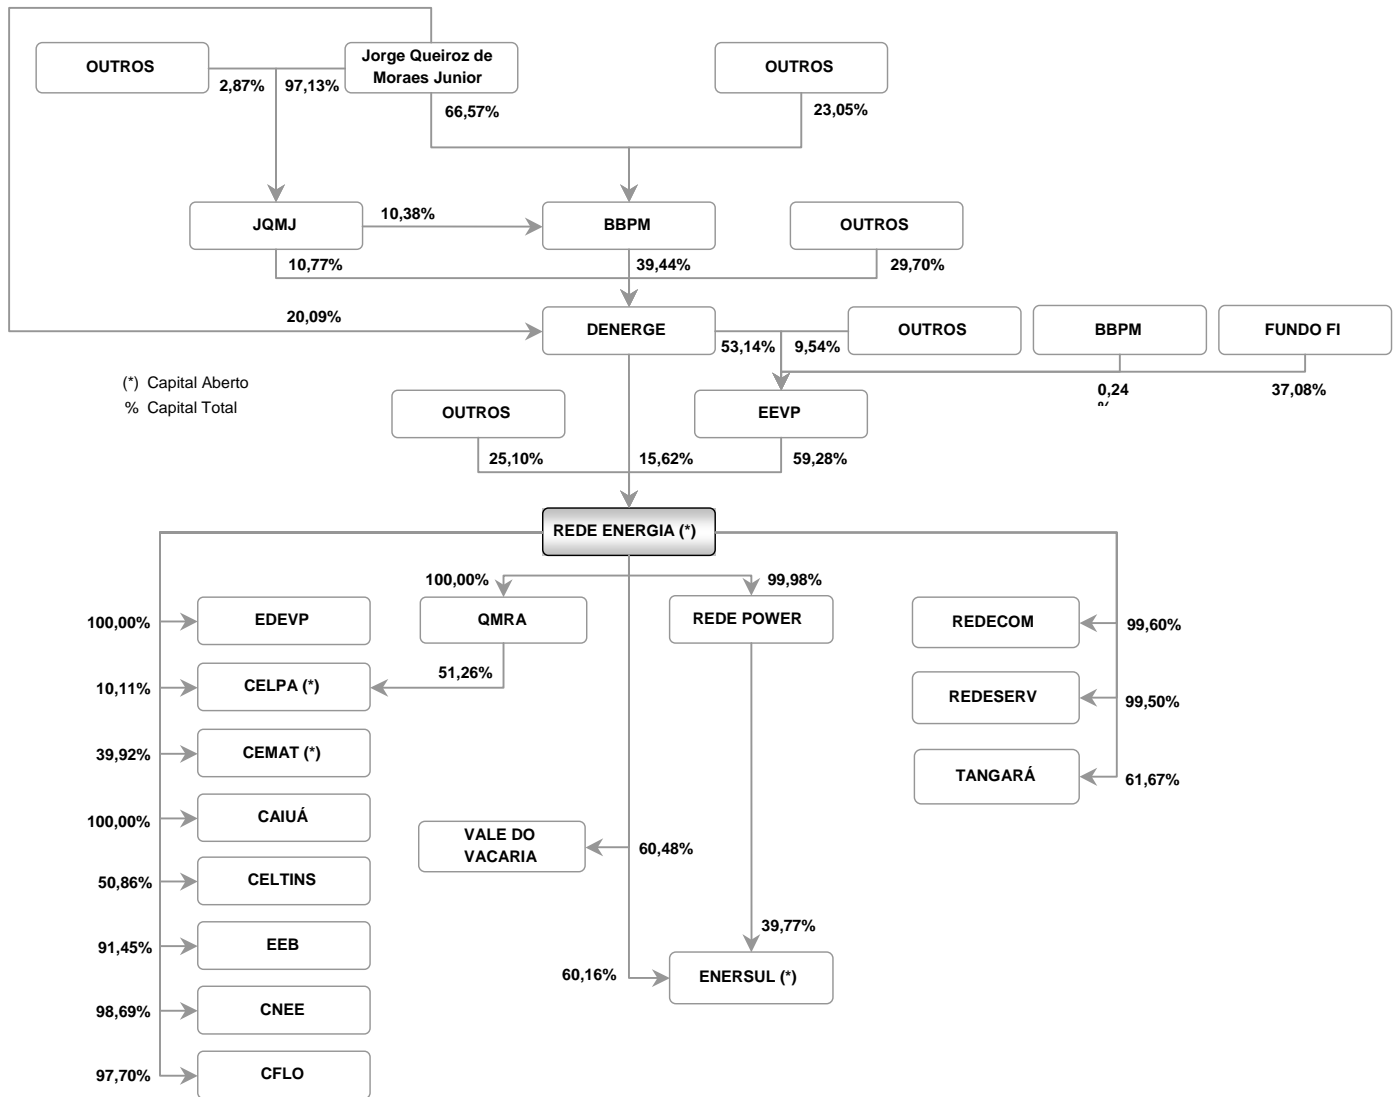 OUTROS
Jorge Queiroz de
Moraes Junior
OUTROS
2,87%
97,13%
66,57%
23,05%
JQMJ
10,38%
BBPM
OUTROS
10,77%
39,44%
29,70%
20,09%
DENERGE
53,14%
9,54%
OUTROS
BBPM
FUNDO FI
(*) Capital Aberto
% Capital Total
0,24
%
37,08%
OUTROS
EEVP
25,10%
15,62%
59,28%
REDE ENERGIA (*)
100,00%
99,98%
100,00%
EDEVP
QMRA
REDE POWER
REDECOM
99,60%
10,11%
CELPA (*)
51,26%
REDESERV
99,50%
39,92%
CEMAT (*)
TANGARÁ
61,67%
100,00%
CAIUÁ
VALE DO
VACARIA
60,48%
50,86%
CELTINS
91,45%
EEB
39,77%
60,16%
ENERSUL (*)
98,69%
CNEE
97,70%
CFLO